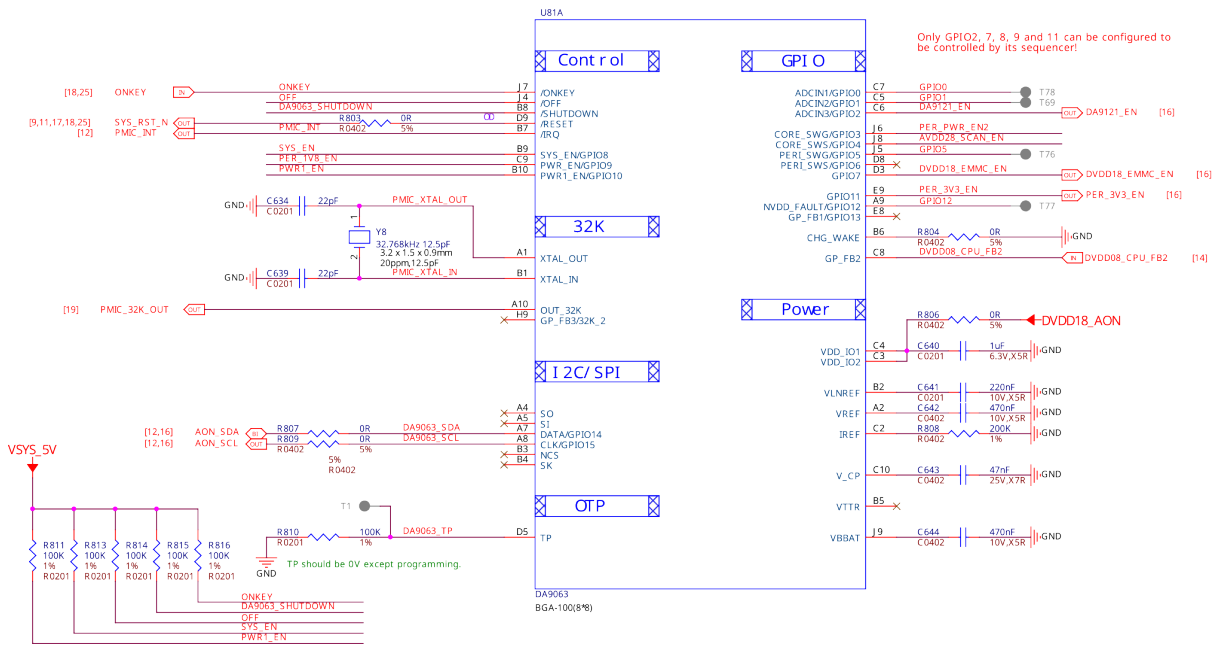 U81A
Only GPIO2, 7, 8, 9 and 11 can be configured to
be controlled by its sequencer!
Control
GPIO
[18,25] ONKEY IN ONKEY J7 /ONKEY
OFF J4 /OFF
DA9063_SHUTDOWN B8 /SHUTDOWN
[9,11,17,18,25] SYS_RST_N OUT R803 0R D9 /RESET
[12] PMIC_INT OUT PMIC_INT R0402 5% B7 /IRQ
SYS_EN B9 SYS_EN/GPIO8
PER_1V8_EN C9 PWR_EN/GPIO9
PWR1_EN B10 PWR1_EN/GPIO10
ADCIN1/GPIO0 C7 GPIO0 T78
ADCIN2/GPIO1 C5 GPIO1 T69
ADCIN3/GPIO2 C6 DA9121_EN OUT DA9121_EN [16]
CORE_SWG/GPIO3 J6 PER_PWR_EN2
CORE_SWS/GPIO4 J8 AVDD28_SCAN_EN
PERI_SWG/GPIO5 J5 GPIO5 T76
PERI_SWS/GPIO6 D8
GPIO7 D3 DVDD18_EMMC_EN OUT DVDD18_EMMC_EN [16]
GPIO11 E9 PER_3V3_EN OUT PER_3V3_EN [16]
NVDD_FAULT/GPIO12 A9 GPIO12 T77
GP_FB1/GPIO13 E8
CHG_WAKE B6 R804 0R GND
R0402 5%
GP_FB2 C8 DVDD08_CPU_FB2 IN DVDD08_CPU_FB2 [14]
GND C634 22pF PMIC_XTAL_OUT
C0201
1
Y8
32.768kHz 12.5pF
3.2 x 1.5 x 0.9mm
20ppm,12.5pF
2
GND C639 22pF PMIC_XTAL_IN
C0201
32K
A1 XTAL_OUT
B1 XTAL_IN
[19] PMIC_32K_OUT OUT A10 OUT_32K
H9 GP_FB3/32K_2
Power
R806 0R DVDD18_AON
R0402 5%
VDD_IO1 C4 C640 1uF GND
VDD_IO2 C3 C0201 6.3V,X5R
VLNREF B2 C641 220nF GND
C0201 10V,X5R
VREF A2 C642 470nF GND
C0402 10V,X5R
IREF C2 R808 200K GND
R0402 1%
V_CP C10 C643 47nF GND
C0402 25V,X7R
VTTR B5
VBBAT J9 C644 470nF GND
C0402 10V,X5R
I2C/SPI
A4 SO
A5 SI
[12,16] AON_SDA BI R807 0R DA9063_SDA A7 DATA/GPIO14
[12,16] AON_SCL OUT R809 0R DA9063_SCL A8 CLK/GPIO15
R0402 5%
B3 NCS
5%
B4 SK
R0402
OTP
T1
R810 100K DA9063_TP D5 TP
R0201 1%
GND
TP should be 0V except programming.
VSYS_5V
R811 R813 R814 R815 R816
100K 100K 100K 100K 100K
1% 1% 1% 1% 1%
R0201 R0201 R0201 R0201 R0201
ONKEY
DA9063_SHUTDOWN
OFF
SYS_EN
PWR1_EN
DA9063
BGA-100(8*8)